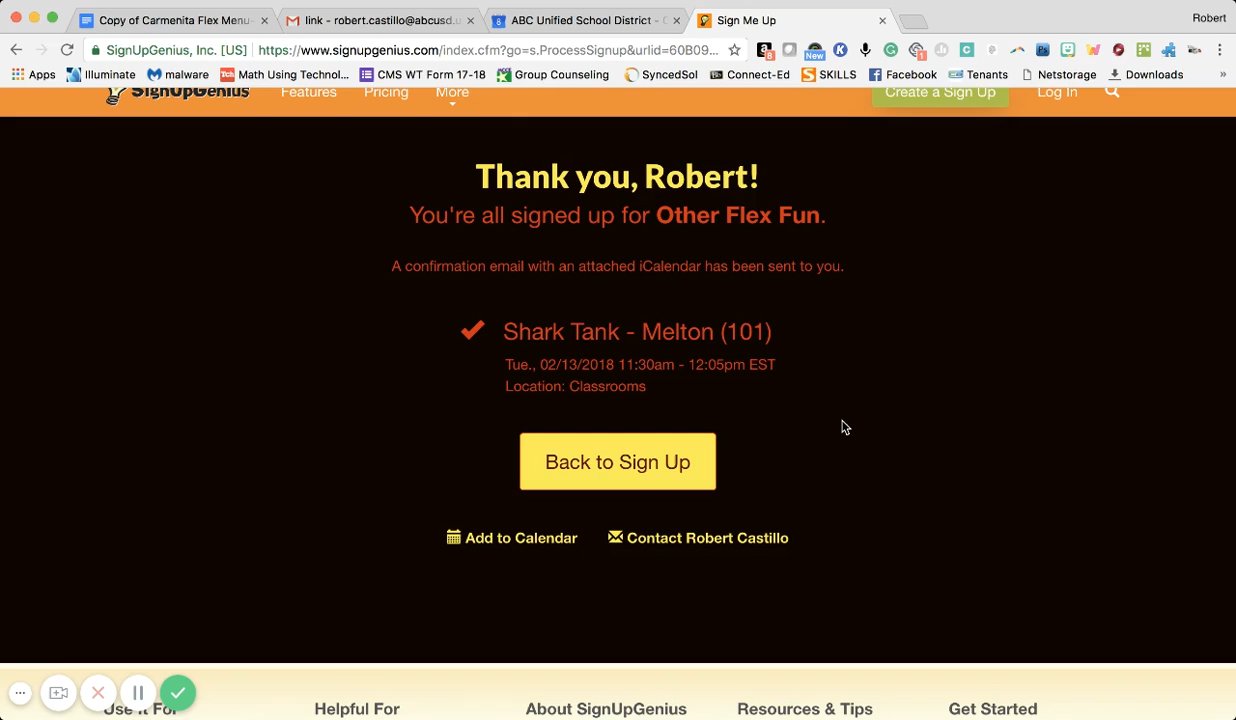 Copy of Carmenita Flex Menu
link - robert.castillo@abcusd.u
ABC Unified School District - C
Sign Me Up
Robert
SignUpGenius, Inc. [US]
https://www.signupgenius.com/index.cfm?go=s.ProcessSignup&urlid=60B09...
New
Apps
Illuminate
malware
Math Using Technol...
CMS WT Form 17-18
Group Counseling
SyncedSol
Connect-Ed
SKILLS
Facebook
Tenants
Netstorage
Downloads
»
SignUpGenius
Features
Pricing
More
Create a Sign Up
Log In
Thank you, Robert!
You're all signed up for Other Flex Fun.
A confirmation email with an attached iCalendar has been sent to you.
Shark Tank - Melton (101)
Tue., 02/13/2018 11:30am - 12:05pm EST
Location: Classrooms
Back to Sign Up
Add to Calendar
Contact Robert Castillo
Use It For
Helpful For
About SignUpGenius
Resources & Tips
Get Started